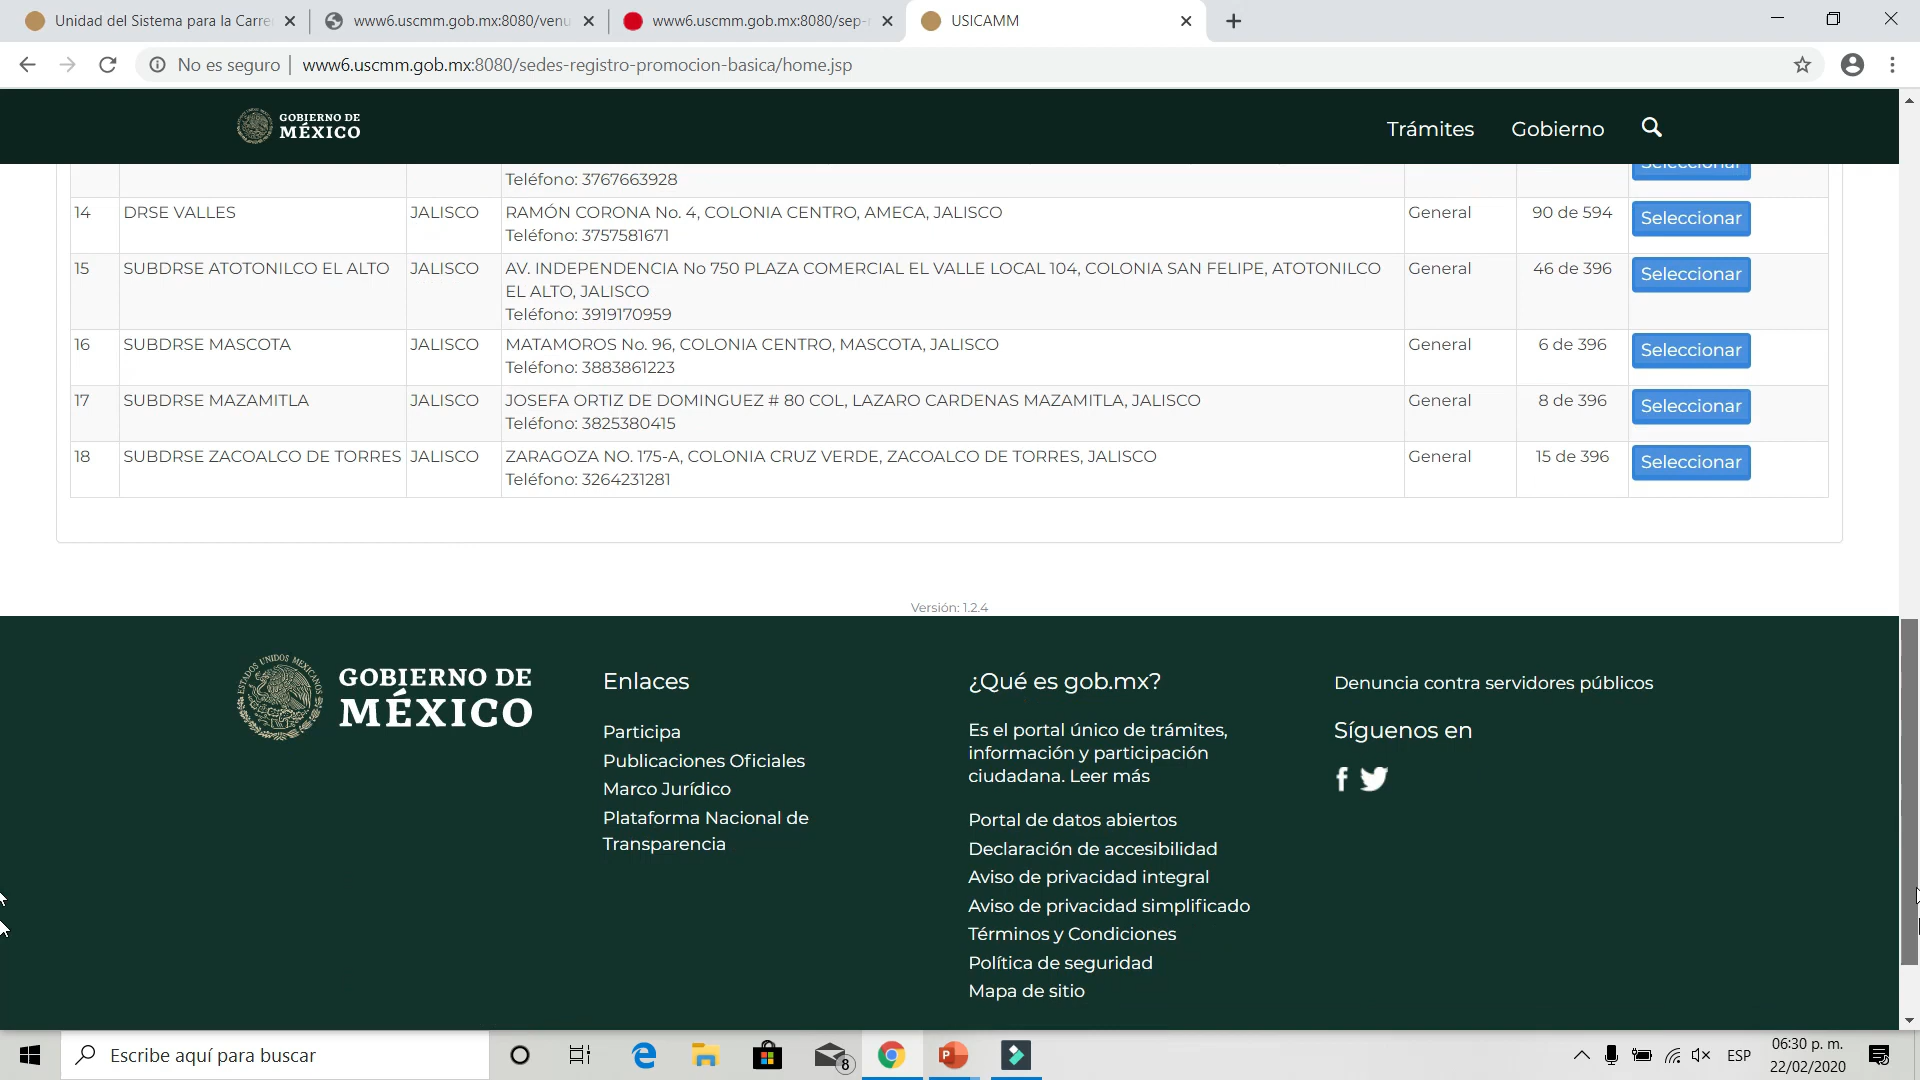 Unidad del Sistema para la Carre
www6.uscmm.gob.mx:8080/venu
www6.uscmm.gob.mx:8080/sep-
USICAMM
No es seguro
www6.uscmm.gob.mx:8080/sedes-registro-promocion-basica/home.jsp
GOBIERNO DE
MÉXICO
Trámites
Gobierno
Teléfono: 3767663928
Seleccionar
14 DRSE VALLES JALISCO RAMÓN CORONA No. 4, COLONIA CENTRO, AMECA, JALISCO General 90 de 594 Seleccionar
Teléfono: 3757581671
15 SUBDRSE ATOTONILCO EL ALTO JALISCO AV. INDEPENDENCIA No 750 PLAZA COMERCIAL EL VALLE LOCAL 104, COLONIA SAN FELIPE, ATOTONILCO General 46 de 396 Seleccionar
EL ALTO, JALISCO
Teléfono: 3919170959
16 SUBDRSE MASCOTA JALISCO MATAMOROS No. 96, COLONIA CENTRO, MASCOTA, JALISCO General 6 de 396 Seleccionar
Teléfono: 3883861223
17 SUBDRSE MAZAMITLA JALISCO JOSEFA ORTIZ DE DOMINGUEZ # 80 COL, LAZARO CARDENAS MAZAMITLA, JALISCO General 8 de 396 Seleccionar
Teléfono: 3825380415
18 SUBDRSE ZACOALCO DE TORRES JALISCO ZARAGOZA NO. 175-A, COLONIA CRUZ VERDE, ZACOALCO DE TORRES, JALISCO General 15 de 396 Seleccionar
Teléfono: 3264231281
Versión: 1.2.4
ESTADOS UNIDOS MEXICANOS
GOBIERNO DE
MÉXICO
Enlaces
Participa
Publicaciones Oficiales
Marco Jurídico
Plataforma Nacional de
Transparencia
¿Qué es gob.mx?
Es el portal único de trámites,
información y participación
ciudadana. Leer más
Portal de datos abiertos
Declaración de accesibilidad
Aviso de privacidad integral
Aviso de privacidad simplificado
Términos y Condiciones
Política de seguridad
Mapa de sitio
Denuncia contra servidores públicos
Síguenos en
Escribe aquí para buscar
8
ESP
06:30 p. m.
22/02/2020